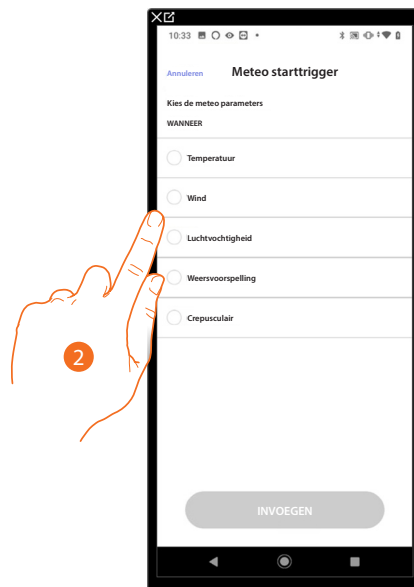 10:33
Annuleren Meteo starttrigger
Kies de meteo parameters
WANNEER
Temperatuur
Wind
Luchtvochtigheid
Weersvoorspelling
Crepusculair
2
INVOEGEN